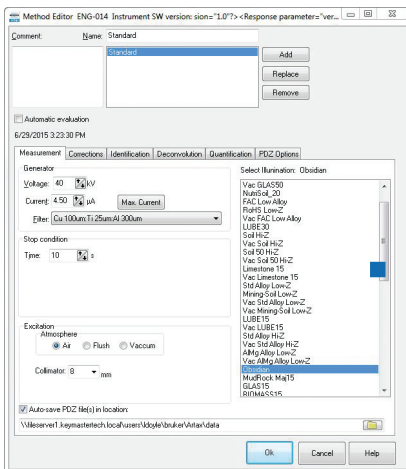 Method Editor ENG-014 Instrument SW version: sion="1.0"?><Response parameter="ver...
Comment:
Name: Standard
Standard
Add
Replace
Remove
Automatic evaluation
6/29/2015 3:23:30 PM
Measurement Corrections Identification Deconvolution Quantification PDZ Options
Generator
Voltage: 40 kV
Current: 4.50 µA Max. Current
Filter: Cu 100um:Ti 25um:Al 300um
Stop condition
Time: 10 s
Excitation
Atmosphere
Air Flush Vaccum
Collimator: 8 mm
Select Illunination: Obsidian
Vac GLAS50
NutriSoil_20
FAC Low Alloy
RoHS Low-Z
Vac FAC Low Alloy
LUBE30
Soil Hi-Z
Vac Soil Hi-Z
Soil 50 Hi-Z
Vac Soil 50 Hi-Z
Limestone 15
Vac Limestone 15
Std Alloy Low-Z
Mining-Soil Low-Z
Vac Std Alloy Low-Z
Vac Mining-Soil Low-Z
LUBE15
Vac LUBE15
Std Alloy Hi-Z
Vac Std Alloy Hi-Z
AlMg Alloy Low-Z
Vac AlMg Alloy Low-Z
Obsidian
MudRock Maj15
GLAS15
BIOMASS15
Auto-save PDZ file(s) in location:
\\fileserver1.keymastertech.local\users\ldoyle\bruker\Artax\data
Ok Cancel Help